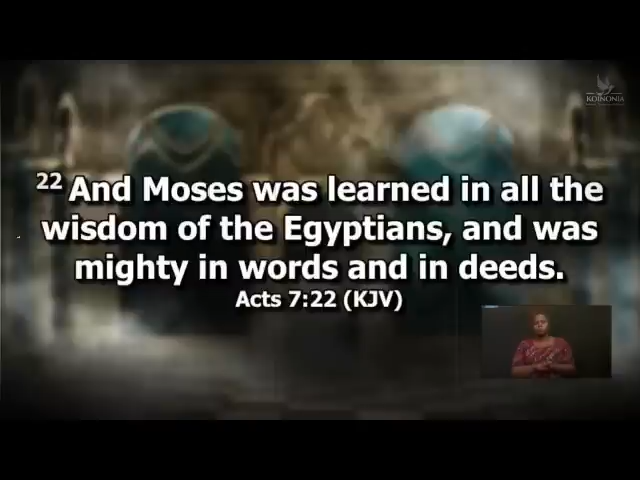 KOINONIA
22 And Moses was learned in all the
wisdom of the Egyptians, and was
mighty in words and in deeds.
Acts 7:22 (KJV)